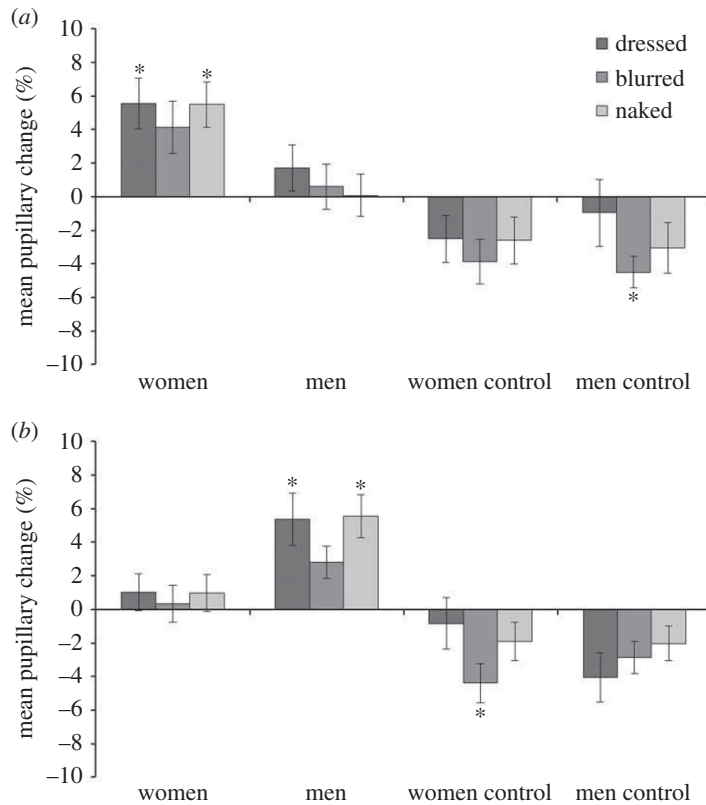 (a)
10
8
6
4
2
0
−2
−4
−6
−8
−10
mean pupillary change (%)
dressed
blurred
naked
*
*
*
women
men
women control
men control
(b)
10
8
6
4
2
0
−2
−4
−6
−8
−10
mean pupillary change (%)
*
*
*
women
men
women control
men control